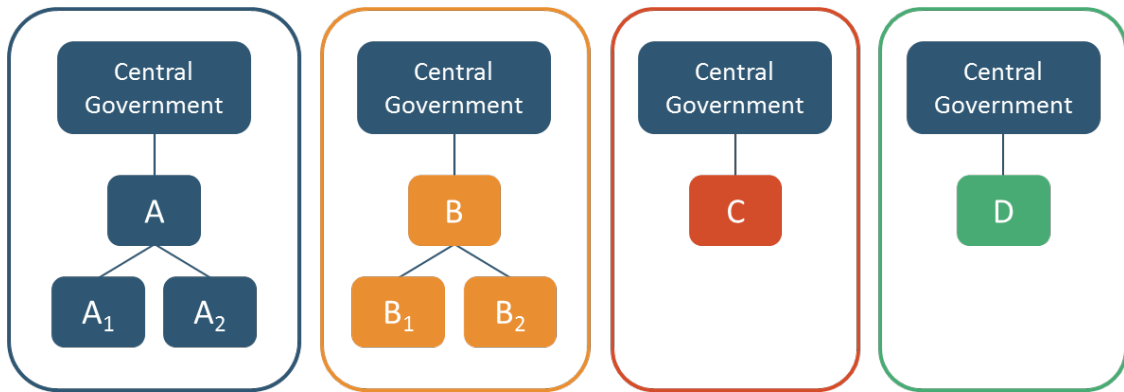 Central
Government
A
A₁
A₂
Central
Government
B
B₁
B₂
Central
Government
C
Central
Government
D